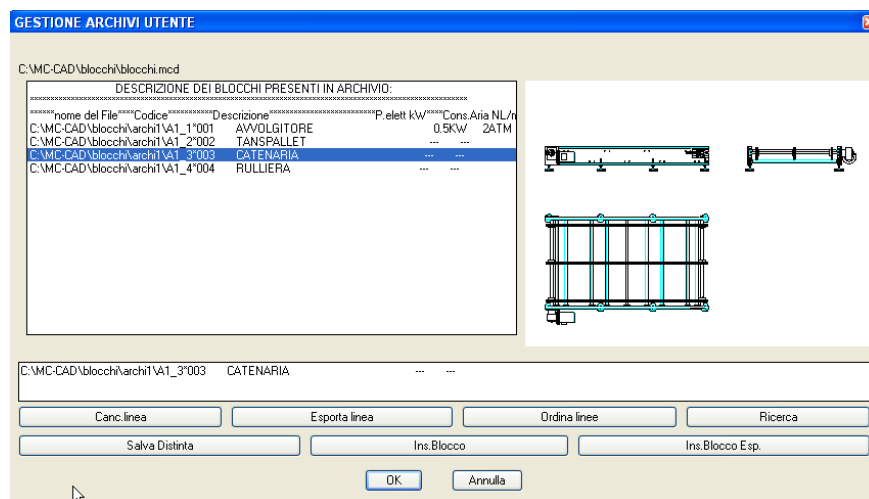 GESTIONE ARCHIVI UTENTE
C:\MC-CAD\blocchi\blocchi.mcd
DESCRIZIONE DEI BLOCCHI PRESENTI IN ARCHIVIO:
******nome del File****Codice**********Descrizione************************P.elett kW****Cons.Aria NL/n
C:\MC-CAD\blocchi\archi1\A1_1*001 AVVOLGITORE 0.5KW 2ATM
C:\MC-CAD\blocchi\archi1\A1_2*002 TANSPALLET --- ---
C:\MC-CAD\blocchi\archi1\A1_3*003 CATENARIA --- ---
C:\MC-CAD\blocchi\archi1\A1_4*004 RULLIERA --- ---
C:\MC-CAD\blocchi\archi1\A1_3*003 CATENARIA --- ---
Canc.linea Esporta linea Ordina linee Ricerca
Salva Distinta Ins.Blocco Ins.Blocco Esp.
OK Annulla